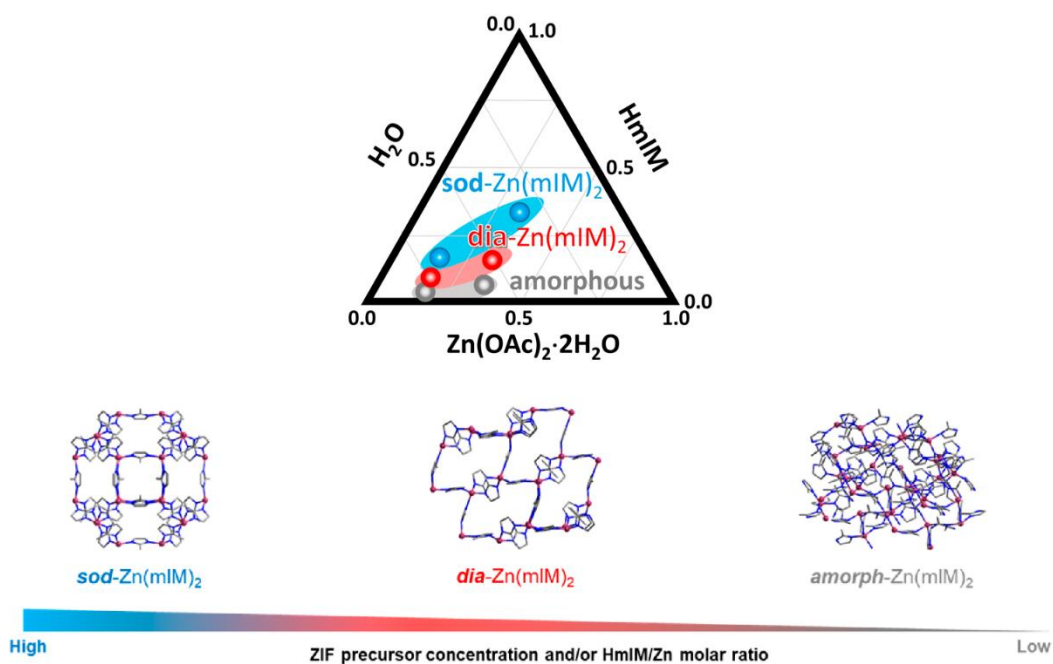 0.0 1.0
H₂O
HmIM
0.5
0.5
sod-Zn(mIM)₂
dia-Zn(mIM)₂
amorphous
0.0
0.0
0.5
1.0
Zn(OAc)₂·2H₂O
sod-Zn(mIM)₂
dia-Zn(mIM)₂
amorph-Zn(mIM)₂
High
Low
ZIF precursor concentration and/or HmIM/Zn molar ratio